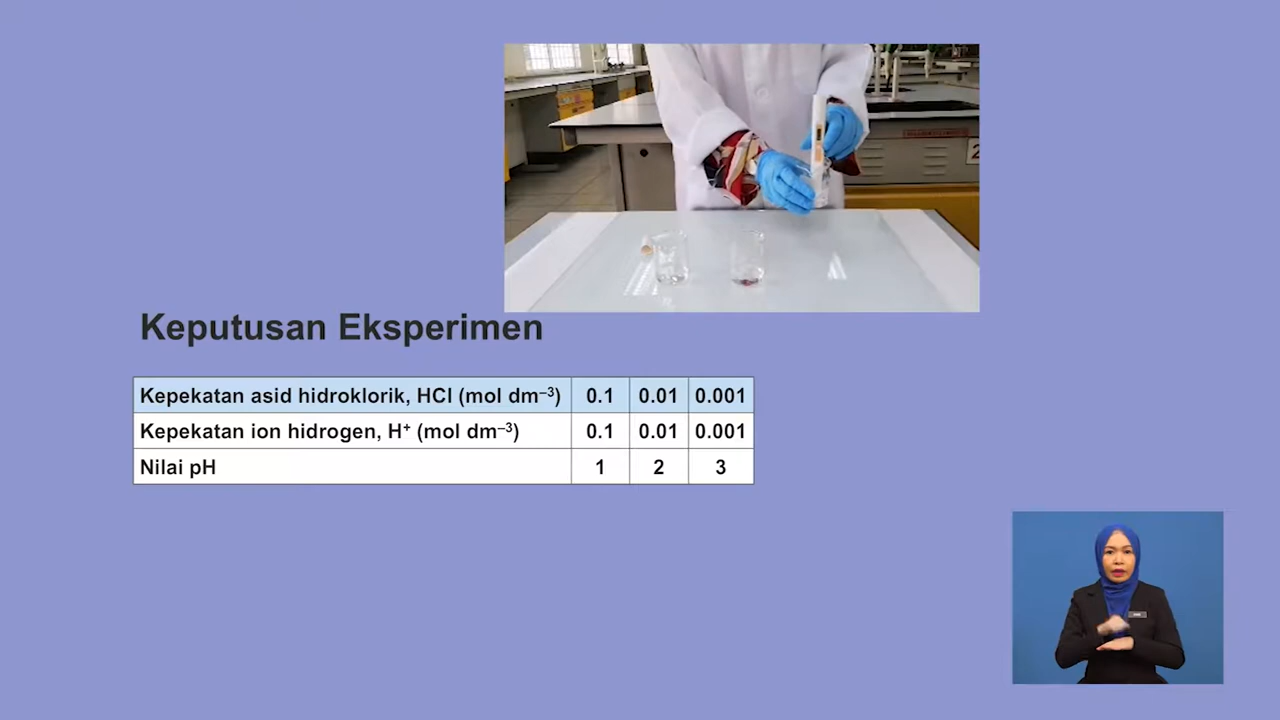 2
Keputusan Eksperimen
Kepekatan asid hidroklorik, HCl (mol dm⁻³) 0.1 0.01 0.001
Kepekatan ion hidrogen, H⁺ (mol dm⁻³) 0.1 0.01 0.001
Nilai pH 1 2 3